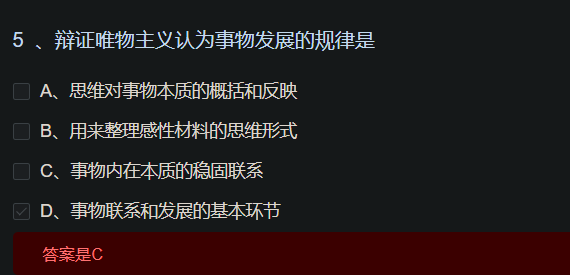 5 、辩证唯物主义认为事物发展的规律是
A、思维对事物本质的概括和反映
B、用来整理感性材料的思维形式
C、事物内在本质的稳固联系
D、事物联系和发展的基本环节
答案是C